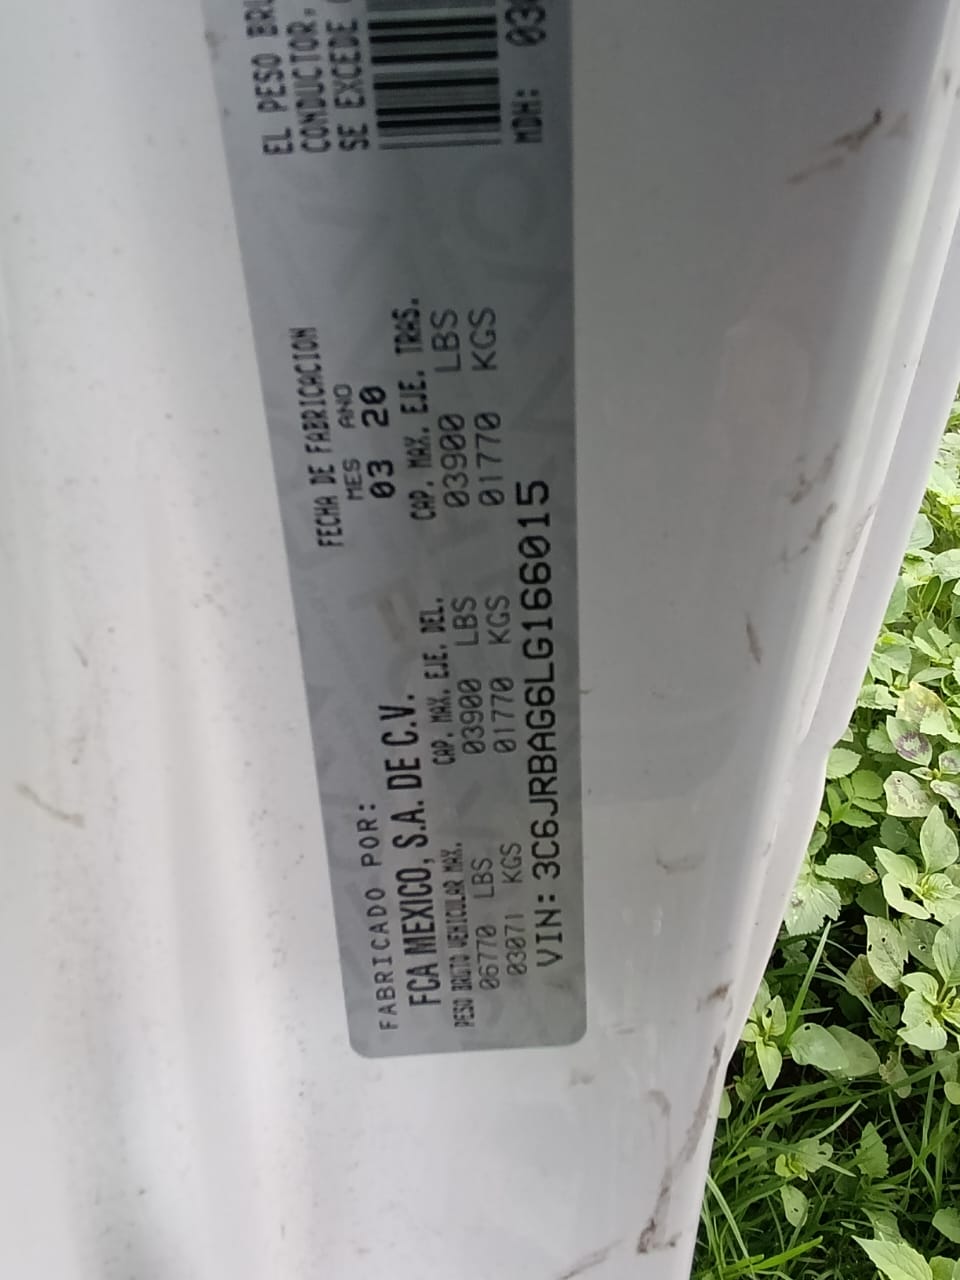 FABRICADO POR:
FCA MEXICO, S.A. DE C.V.
FECHA DE FABRICACION
MES ANO
03 20
EL PESO
CONDUCTOR,
SE EXCEDE
PESO BRUTO VEHICULAR MAX. CAP. MAX. EJE. DEL. CAP. MAX. EJE. TRAS.
06770 LBS 03900 LBS 03900 LBS
03071 KGS 01770 KGS 01770 KGS
VIN: 3C6JRBAG6LG166015
MDH: